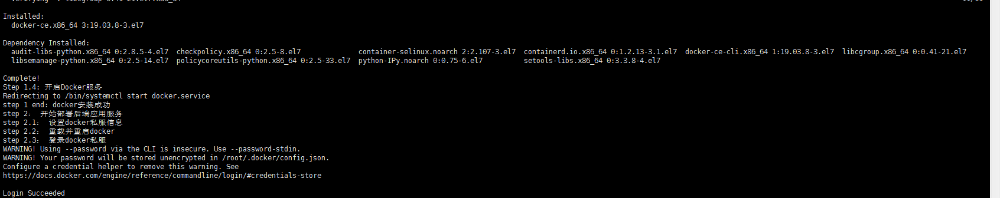 Installed:
docker-ce.x86_64 3:19.03.8-3.el7
Dependency Installed:
audit-libs-python.x86_64 0:2.8.5-4.el7 checkpolicy.x86_64 0:2.5-8.el7 container-selinux.noarch 2:2.107-3.el7 containerd.io.x86_64 0:1.2.13-3.1.el7 docker-ce-cli.x86_64 1:19.03.8-3.el7 libcgroup.x86_64 0:0.41-21.el7
libsemanage-python.x86_64 0:2.5-14.el7 policycoreutils-python.x86_64 0:2.5-33.el7 python-IPy.noarch 0:0.75-6.el7 setools-libs.x86_64 0:3.3.8-4.el7
Complete!
Step 1.4: 开启Docker服务
Redirecting to /bin/systemctl start docker.service
step 1 end: docker安装成功
step 2： 开始部署后端应用服务
step 2.1： 设置docker私服信息
step 2.2： 重载并重启docker
step 2.3： 登录docker私服
WARNING! Using --password via the CLI is insecure. Use --password-stdin.
WARNING! Your password will be stored unencrypted in /root/.docker/config.json.
Configure a credential helper to remove this warning. See
https://docs.docker.com/engine/reference/commandline/login/#credentials-store
Login Succeeded